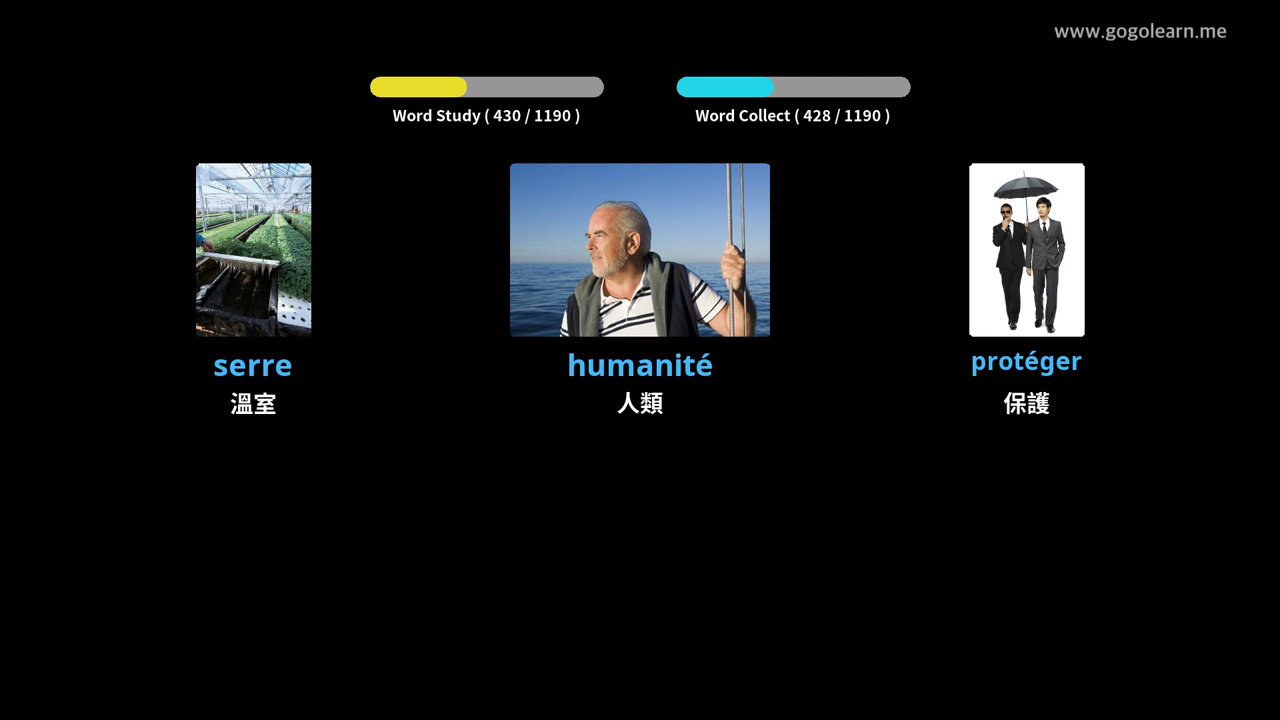 www.gogolearn.me
Word Study ( 430 / 1190 )
Word Collect ( 428 / 1190 )
serre
溫室
humanité
人類
protéger
保護